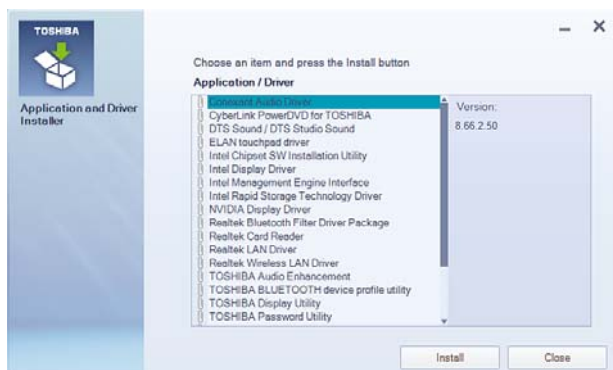 TOSHIBA
Application and Driver
Installer
Choose an item and press the Install button
Application / Driver
Conexant Audio Driver
CyberLink PowerDVD for TOSHIBA
DTS Sound / DTS Studio Sound
ELAN touchpad driver
Intel Chipset SW Installation Utility
Intel Display Driver
Intel Management Engine Interface
Intel Rapid Storage Technology Driver
NVIDIA Display Driver
Realtek Bluetooth Filter Driver Package
Realtek Card Reader
Realtek LAN Driver
Realtek Wireless LAN Driver
TOSHIBA Audio Enhancement
TOSHIBA BLUETOOTH device profile utility
TOSHIBA Display Utility
TOSHIBA Password Utility
Version:
8.66.2.50
Install
Close